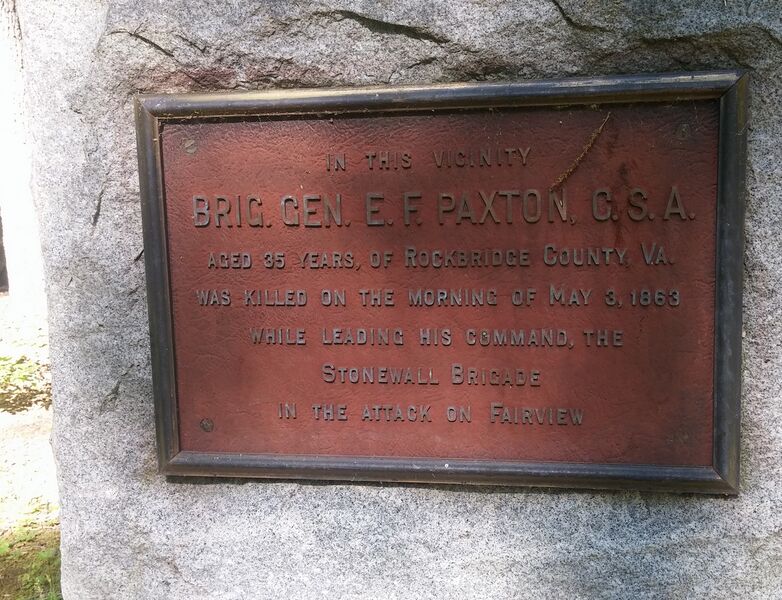 IN THIS VICINITY
BRIG. GEN. E. F. PAXTON, C. S. A.
AGED 35 YEARS, OF ROCKBRIDGE COUNTY, VA.
WAS KILLED ON THE MORNING OF MAY 3, 1863
WHILE LEADING HIS COMMAND, THE
STONEWALL BRIGADE
IN THE ATTACK ON FAIRVIEW